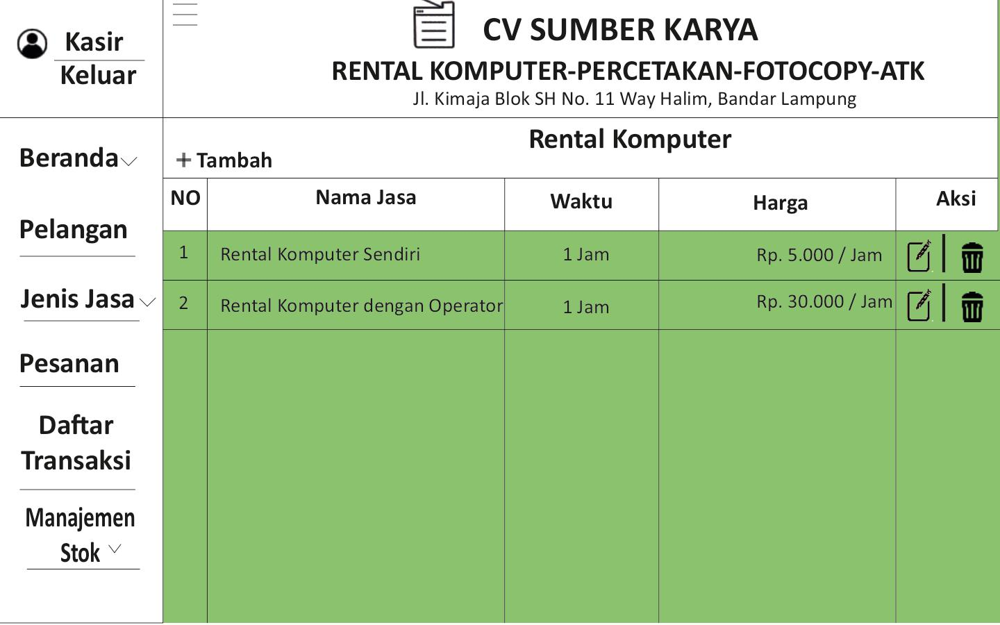 Kasir
Keluar
CV SUMBER KARYA
RENTAL KOMPUTER-PERCETAKAN-FOTOCOPY-ATK
Jl. Kimaja Blok SH No. 11 Way Halim, Bandar Lampung
Beranda
Pelangan
Jenis Jasa
Pesanan
Daftar
Transaksi
Manajemen
Stok
Rental Komputer
Tambah
NO Nama Jasa Waktu Harga Aksi
1 Rental Komputer Sendiri 1 Jam Rp. 5.000 / Jam
2 Rental Komputer dengan Operator 1 Jam Rp. 30.000 / Jam